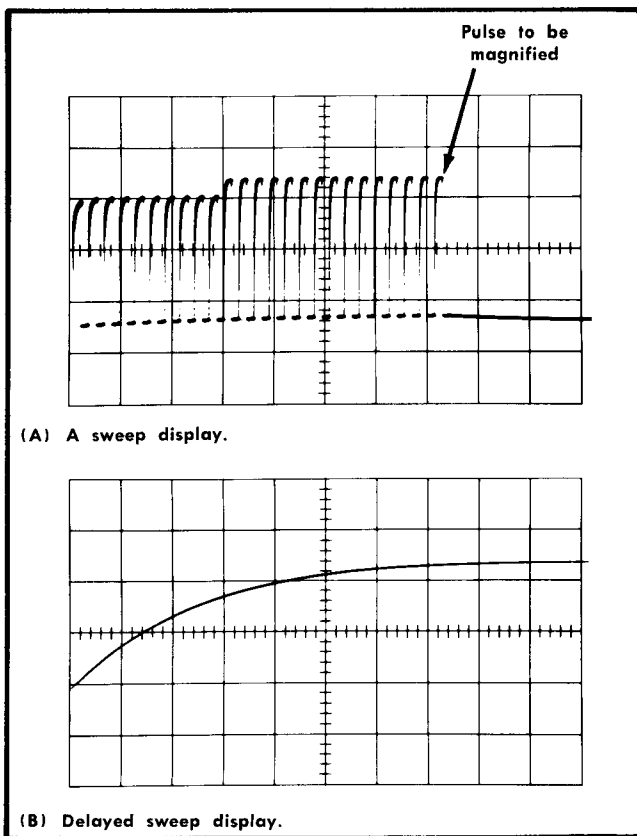 Pulse to be
magnified
(A) A sweep display.
(B) Delayed sweep display.